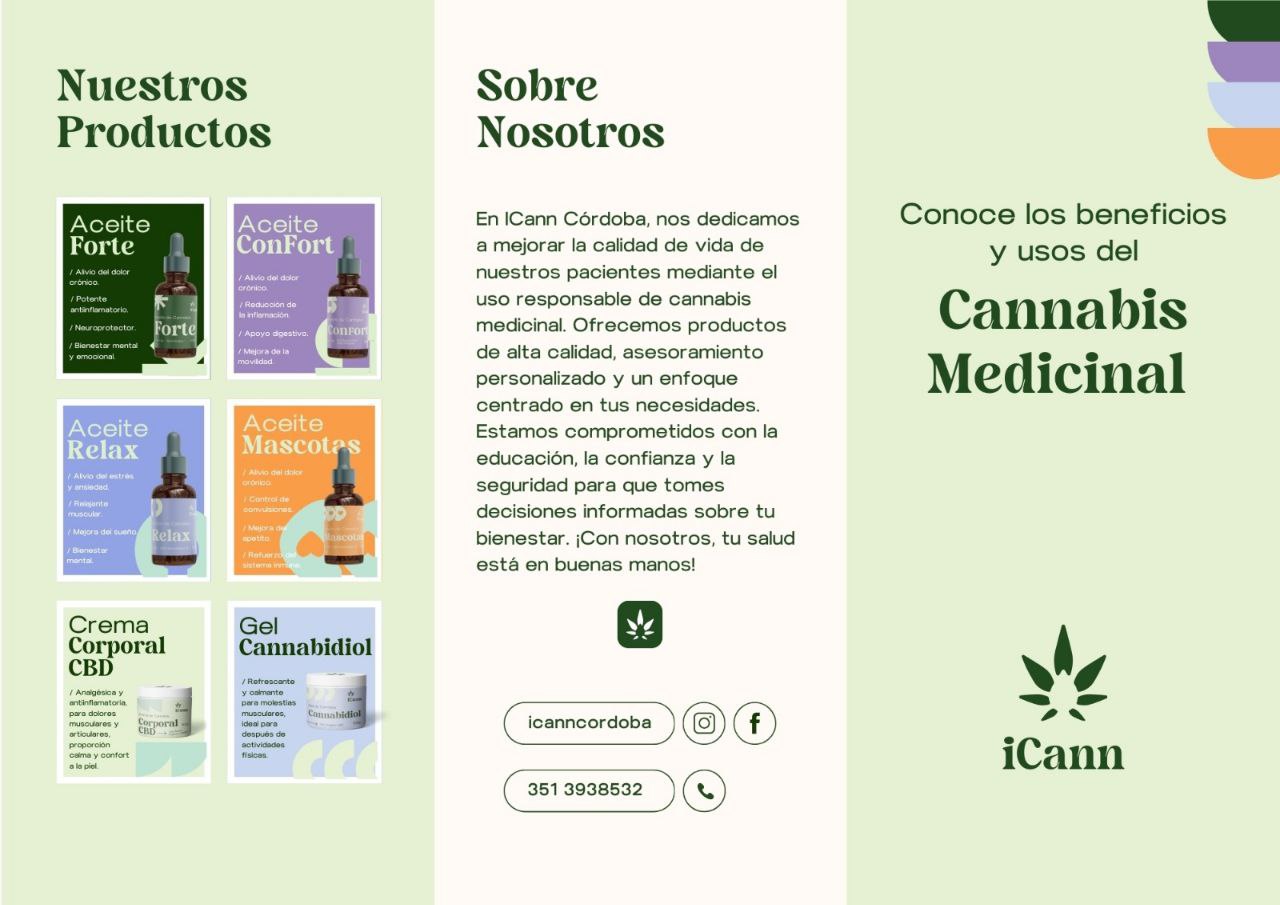 Nuestros
Productos
Aceite
Forte
/ Alivio del dolor
crónico.
/ Potente
antiinflamatorio.
/ Neuroprotector.
/ Bienestar mental
y emocional.
Forte
Aceite
ConFort
/ Alivio del dolor
crónico.
/ Reducción de
la inflamación.
/ Apoyo digestivo.
/ Mejora de la
movilidad.
ConFort
Aceite
Relax
/ Alivio del estrés
y ansiedad.
/ Relajante
muscular.
/ Mejora del sueño.
/ Bienestar
mental.
Relax
Aceite
Mascotas
/ Alivio del dolor
crónico.
/ Control de
convulsiones.
/ Mejora del
apetito.
/ Refuerzo del
sistema inmune.
Mascotas
Crema
Corporal
CBD
/ Analgésica y
antiinflamatoria,
para dolores
musculares y
articulares,
proporción
calma y confort
a la piel.
iCann
Corporal
CBD
Gel
Cannabidiol
/ Refrescante
y calmante
para molestias
musculares,
ideal para
después de
actividades
físicas.
iCann
Cannabidiol
Sobre
Nosotros
En ICann Córdoba, nos dedicamos
a mejorar la calidad de vida de
nuestros pacientes mediante el
uso responsable de cannabis
medicinal. Ofrecemos productos
de alta calidad, asesoramiento
personalizado y un enfoque
centrado en tus necesidades.
Estamos comprometidos con la
educación, la confianza y la
seguridad para que tomes
decisiones informadas sobre tu
bienestar. ¡Con nosotros, tu salud
está en buenas manos!
icanncordoba
351 3938532
Conoce los beneficios
y usos del
Cannabis
Medicinal
iCann